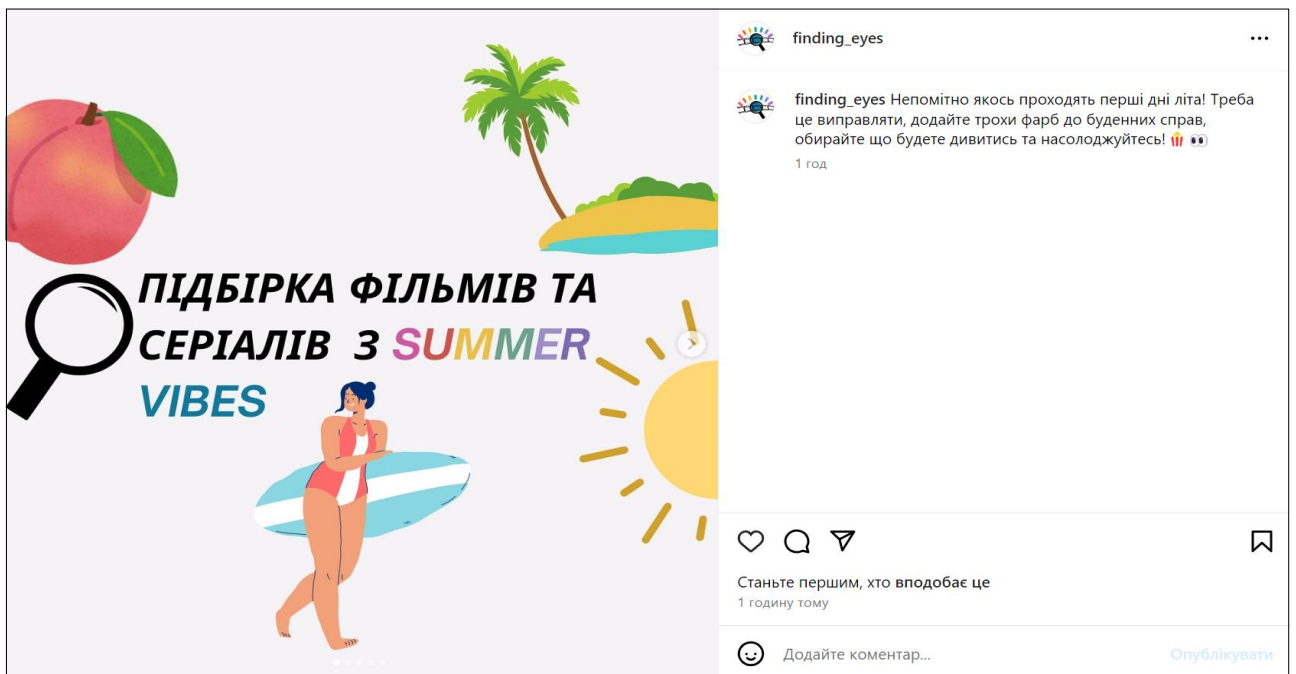 ПІДБІРКА ФІЛЬМІВ ТА
СЕРІАЛІВ З SUMMER
VIBES
finding_eyes
finding_eyes Непомітно якось проходять перші дні літа! Треба
це виправляти, додайте трохи фарб до буденних справ,
обирайте що будете дивитись та насолоджуйтесь! 🍿 👀
1 год
Станьте першим, хто вподобає це
1 годину тому
Додайте коментар...
Опублікувати